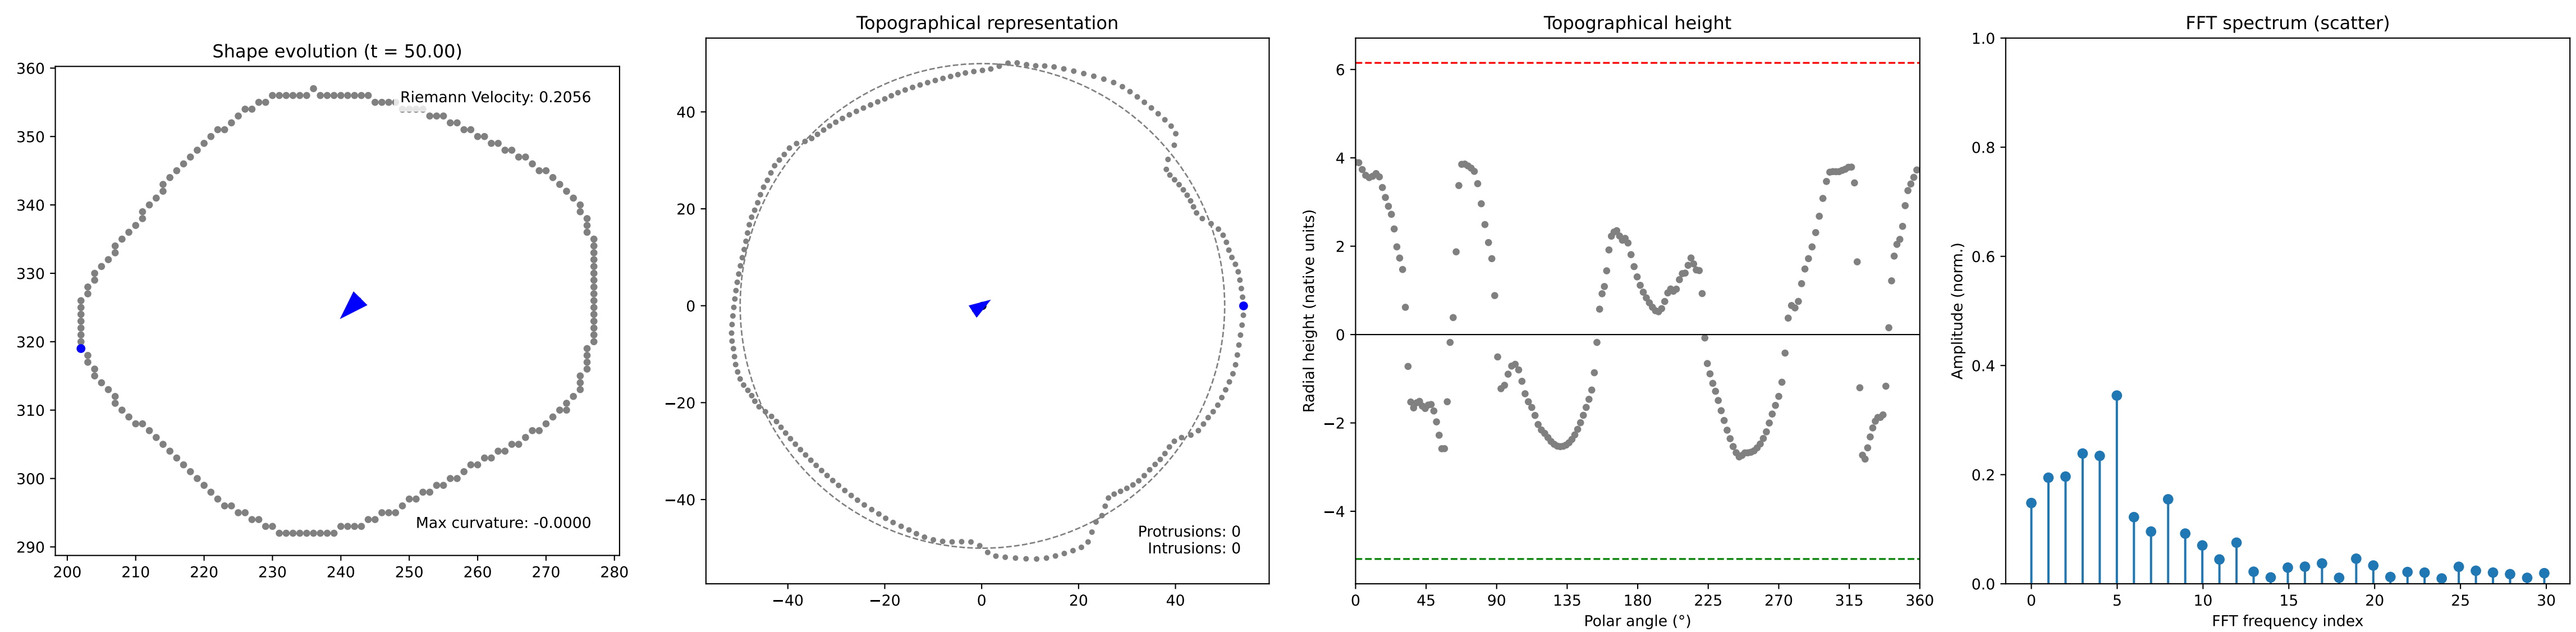 Shape evolution (t = 50.00)
360
350
340
330
320
310
300
290
200 210 220 230 240 250 260 270 280
Riemann Velocity: 0.2056
Max curvature: -0.0000
Topographical representation
40
20
0
−20
−40
−40 −20 0 20 40
Protrusions: 0
Intrusions: 0
Topographical height
Radial height (native units)
6
4
2
0
−2
−4
0 45 90 135 180 225 270 315 360
Polar angle (°)
FFT spectrum (scatter)
Amplitude (norm.)
1.0
0.8
0.6
0.4
0.2
0.0
0 5 10 15 20 25 30
FFT frequency index